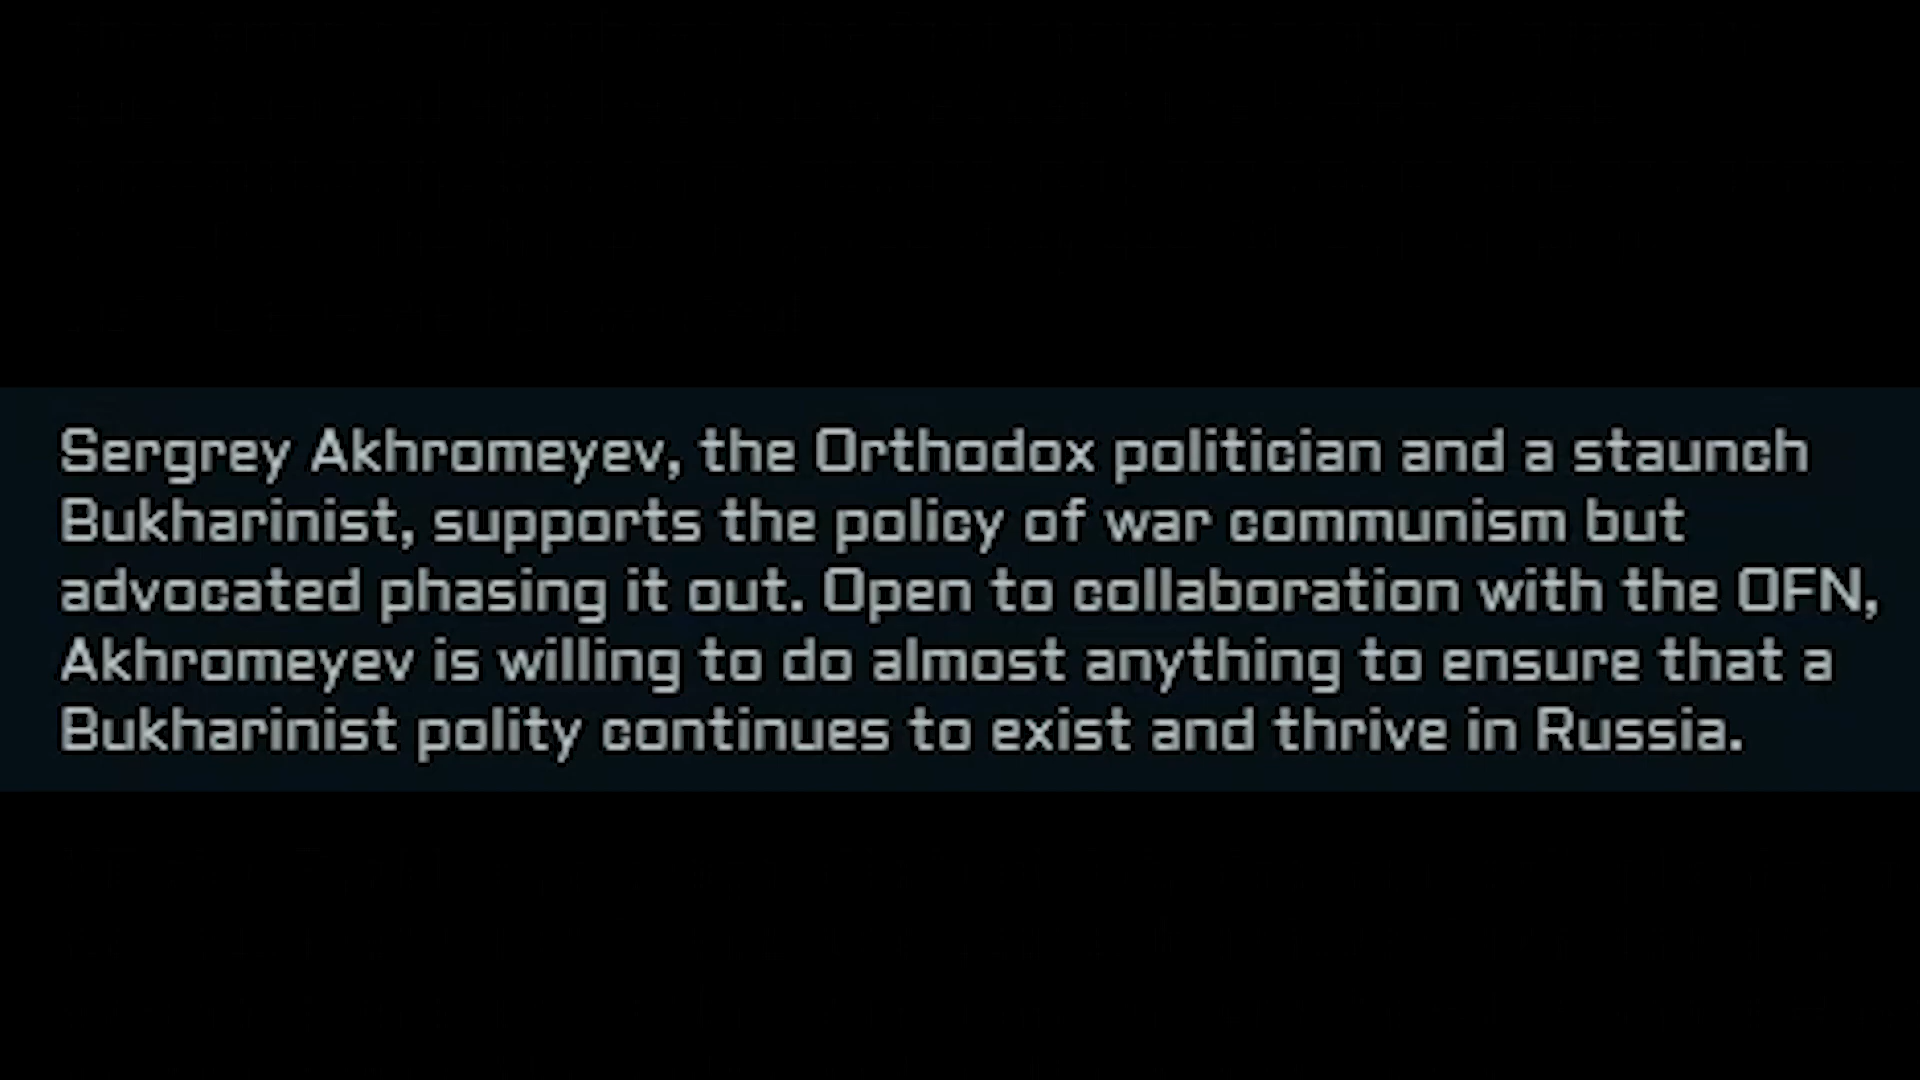 Sergrey Akhromeyev, the Orthodox politician and a staunch
Bukharinist, supports the policy of war communism but
advocated phasing it out. Open to collaboration with the OFN,
Akhromeyev is willing to do almost anything to ensure that a
Bukharinist polity continues to exist and thrive in Russia.